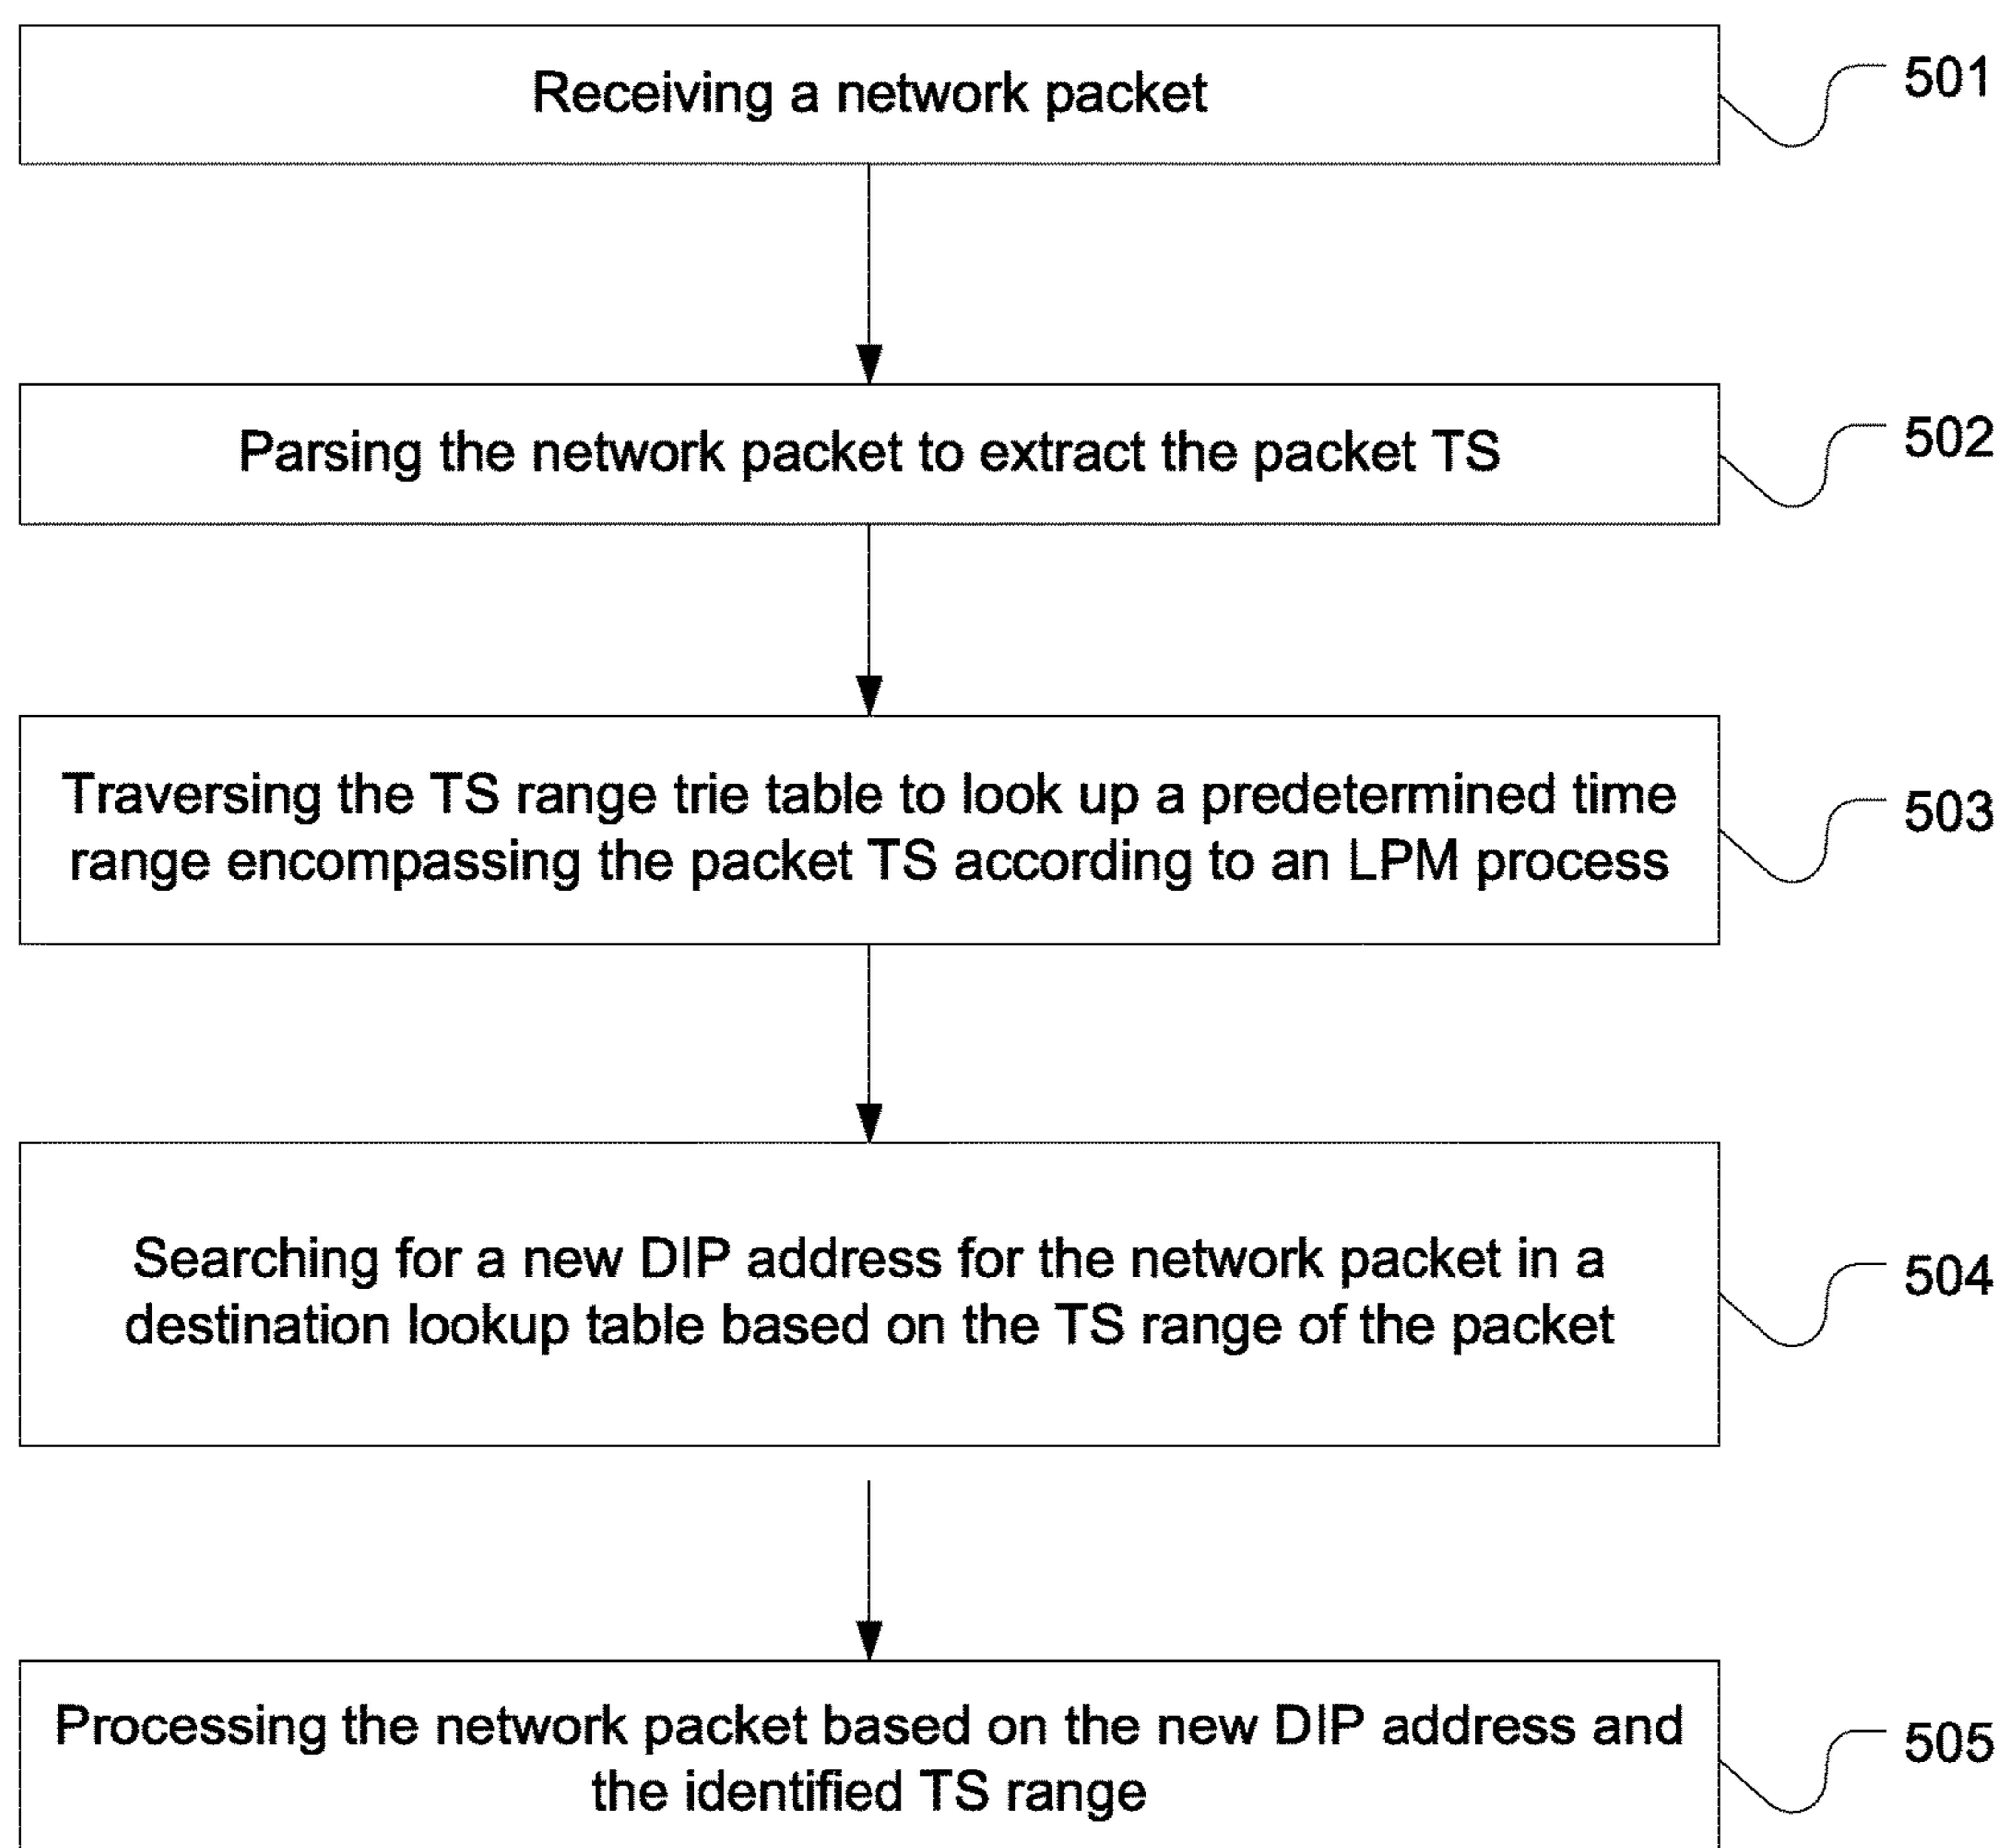 Receiving a network packet
501
Parsing the network packet to extract the packet TS
502
Traversing the TS range trie table to look up a predetermined time
range encompassing the packet TS according to an LPM process
503
Searching for a new DIP address for the network packet in a
destination lookup table based on the TS range of the packet
504
Processing the network packet based on the new DIP address and
the identified TS range
505